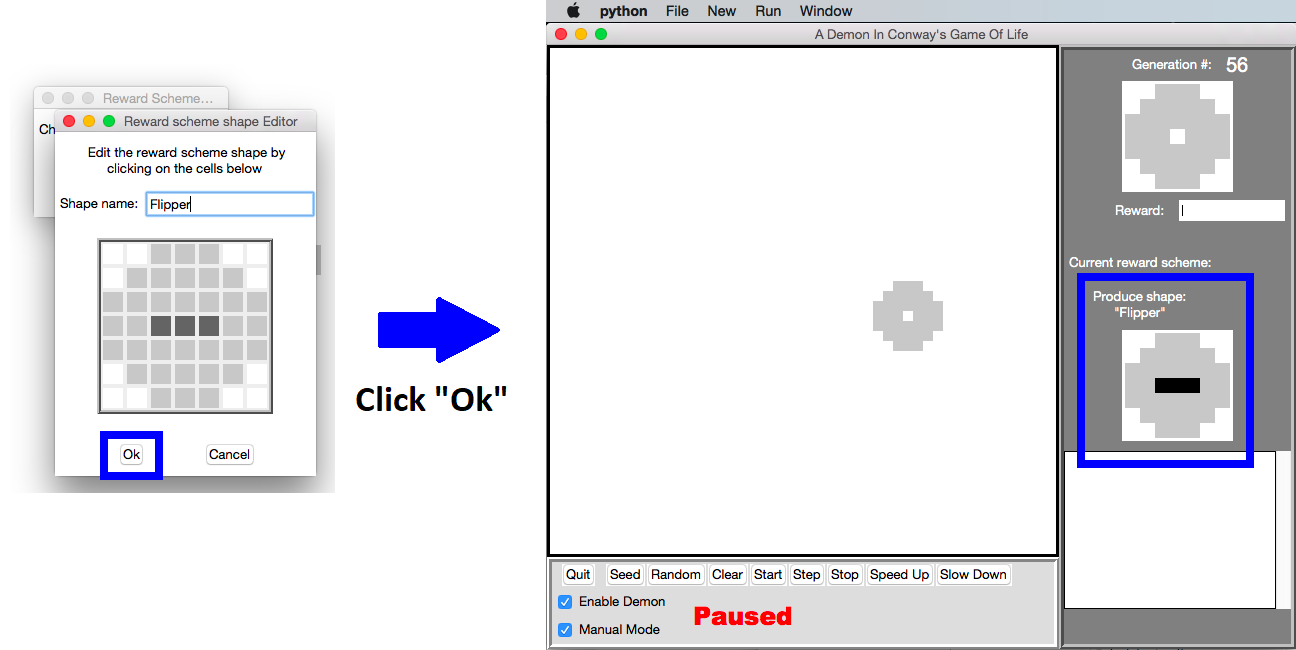 Reward Scheme...
Ch
Reward scheme shape Editor
Edit the reward scheme shape by
clicking on the cells below
Shape name: Flipper
Ok Cancel
Click "Ok"
python File New Run Window
A Demon In Conway's Game Of Life
Generation #: 56
Reward:
Current reward scheme:
Produce shape:
"Flipper"
Quit Seed Random Clear Start Step Stop Speed Up Slow Down
Enable Demon
Manual Mode
Paused